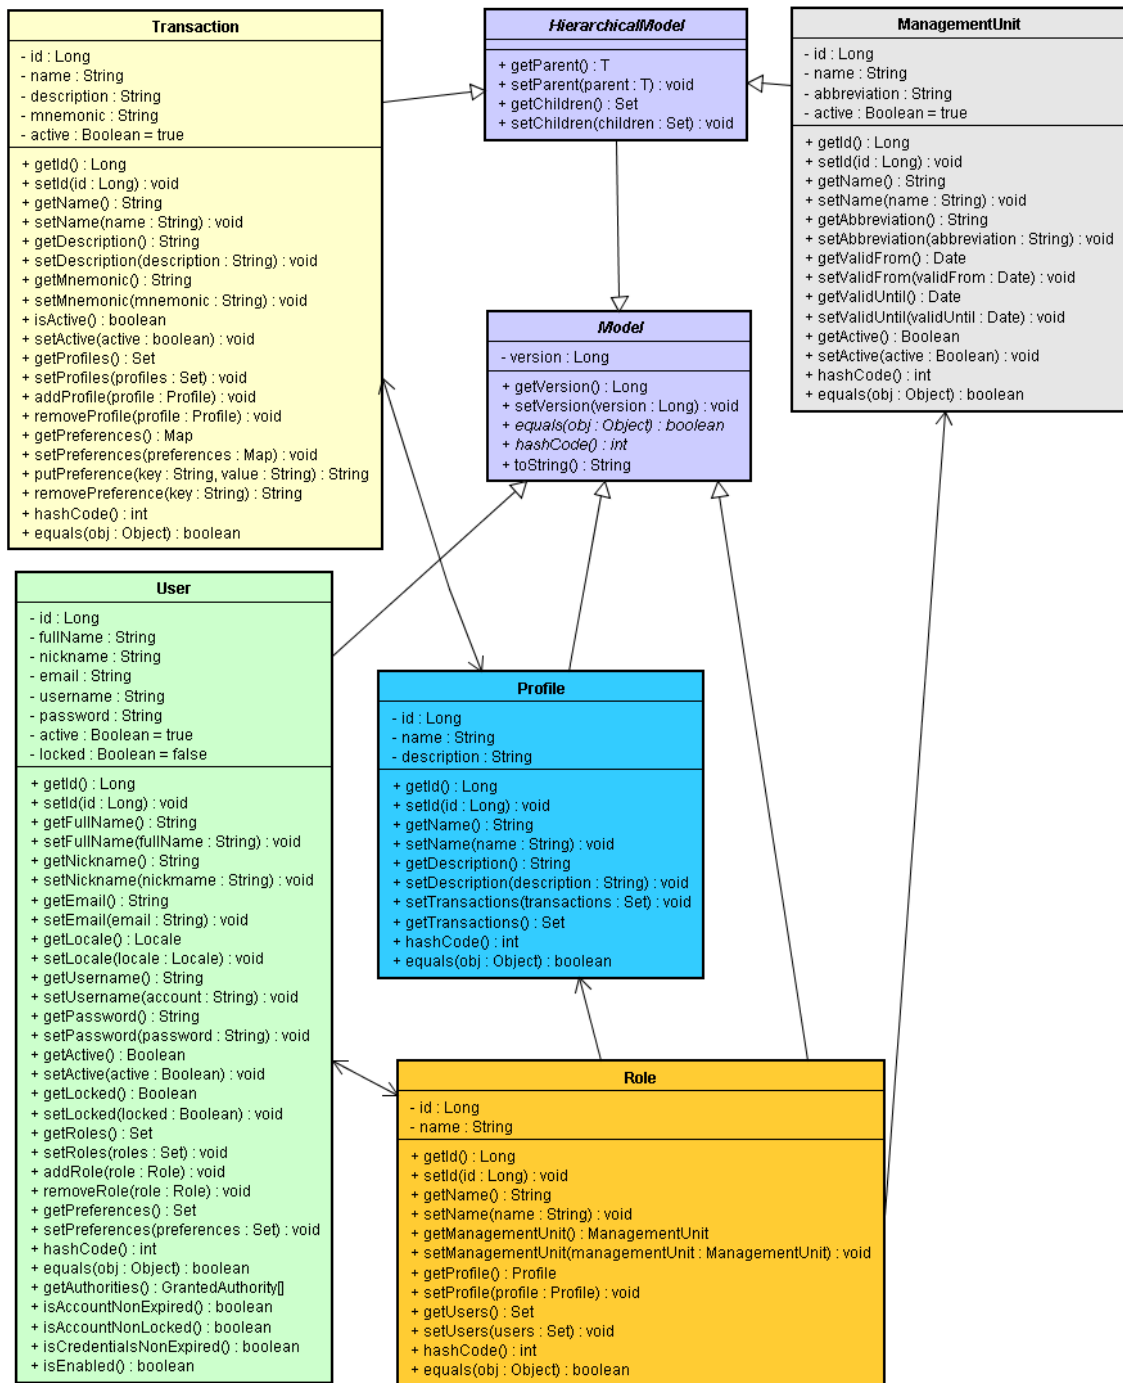 Transaction
- id : Long
- name : String
- description : String
- mnemonic : String
- active : Boolean = true
+ getId() : Long
+ setId(id : Long) : void
+ getName() : String
+ setName(name : String) : void
+ getDescription() : String
+ setDescription(description : String) : void
+ getMnemonic() : String
+ setMnemonic(mnemonic : String) : void
+ isActive() : boolean
+ setActive(active : boolean) : void
+ getProfiles() : Set
+ setProfiles(profiles : Set) : void
+ addProfile(profile : Profile) : void
+ removeProfile(profile : Profile) : void
+ getPreferences() : Map
+ setPreferences(preferences : Map) : void
+ putPreference(key : String, value : String) : String
+ removePreference(key : String) : String
+ hashCode() : int
+ equals(obj : Object) : boolean
HierarchicalModel
+ getParent() : T
+ setParent(parent : T) : void
+ getChildren() : Set
+ setChildren(children : Set) : void
ManagementUnit
- id : Long
- name : String
- abbreviation : String
- active : Boolean = true
+ getId() : Long
+ setId(id : Long) : void
+ getName() : String
+ setName(name : String) : void
+ getAbbreviation() : String
+ setAbbreviation(abbreviation : String) : void
+ getValidFrom() : Date
+ setValidFrom(validFrom : Date) : void
+ getValidUntil() : Date
+ setValidUntil(validUntil : Date) : void
+ getActive() : Boolean
+ setActive(active : Boolean) : void
+ hashCode() : int
+ equals(obj : Object) : boolean
Model
- version : Long
+ getVersion() : Long
+ setVersion(version : Long) : void
+ equals(obj : Object) : boolean
+ hashCode() : int
+ toString() : String
User
- id : Long
- fullName : String
- nickname : String
- email : String
- username : String
- password : String
- active : Boolean = true
- locked : Boolean = false
+ getId() : Long
+ setId(id : Long) : void
+ getFullName() : String
+ setFullName(fullName : String) : void
+ getNickname() : String
+ setNickname(nickmame : String) : void
+ getEmail() : String
+ setEmail(email : String) : void
+ getLocale() : Locale
+ setLocale(locale : Locale) : void
+ getUsername() : String
+ setUsername(account : String) : void
+ getPassword() : String
+ setPassword(password : String) : void
+ getActive() : Boolean
+ setActive(active : Boolean) : void
+ getLocked() : Boolean
+ setLocked(locked : Boolean) : void
+ getRoles() : Set
+ setRoles(roles : Set) : void
+ addRole(role : Role) : void
+ removeRole(role : Role) : void
+ getPreferences() : Set
+ setPreferences(preferences : Set) : void
+ hashCode() : int
+ equals(obj : Object) : boolean
+ getAuthorities() : GrantedAuthority[]
+ isAccountNonExpired() : boolean
+ isAccountNonLocked() : boolean
+ isCredentialsNonExpired() : boolean
+ isEnabled() : boolean
Profile
- id : Long
- name : String
- description : String
+ getId() : Long
+ setId(id : Long) : void
+ getName() : String
+ setName(name : String) : void
+ getDescription() : String
+ setDescription(description : String) : void
+ setTransactions(transactions : Set) : void
+ getTransactions() : Set
+ hashCode() : int
+ equals(obj : Object) : boolean
Role
- id : Long
- name : String
+ getId() : Long
+ setId(id : Long) : void
+ getName() : String
+ setName(name : String) : void
+ getManagementUnit() : ManagementUnit
+ setManagementUnit(managementUnit : ManagementUnit) : void
+ getProfile() : Profile
+ setProfile(profile : Profile) : void
+ getUsers() : Set
+ setUsers(users : Set) : void
+ hashCode() : int
+ equals(obj : Object) : boolean